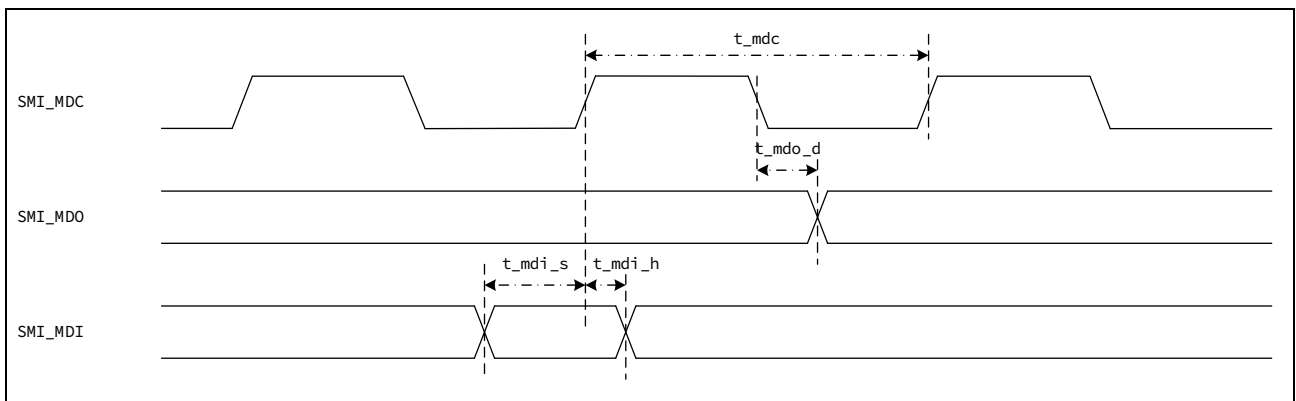 t_mdc
SMI_MDC
t_mdo_d
SMI_MDO
t_mdi_s t_mdi_h
SMI_MDI